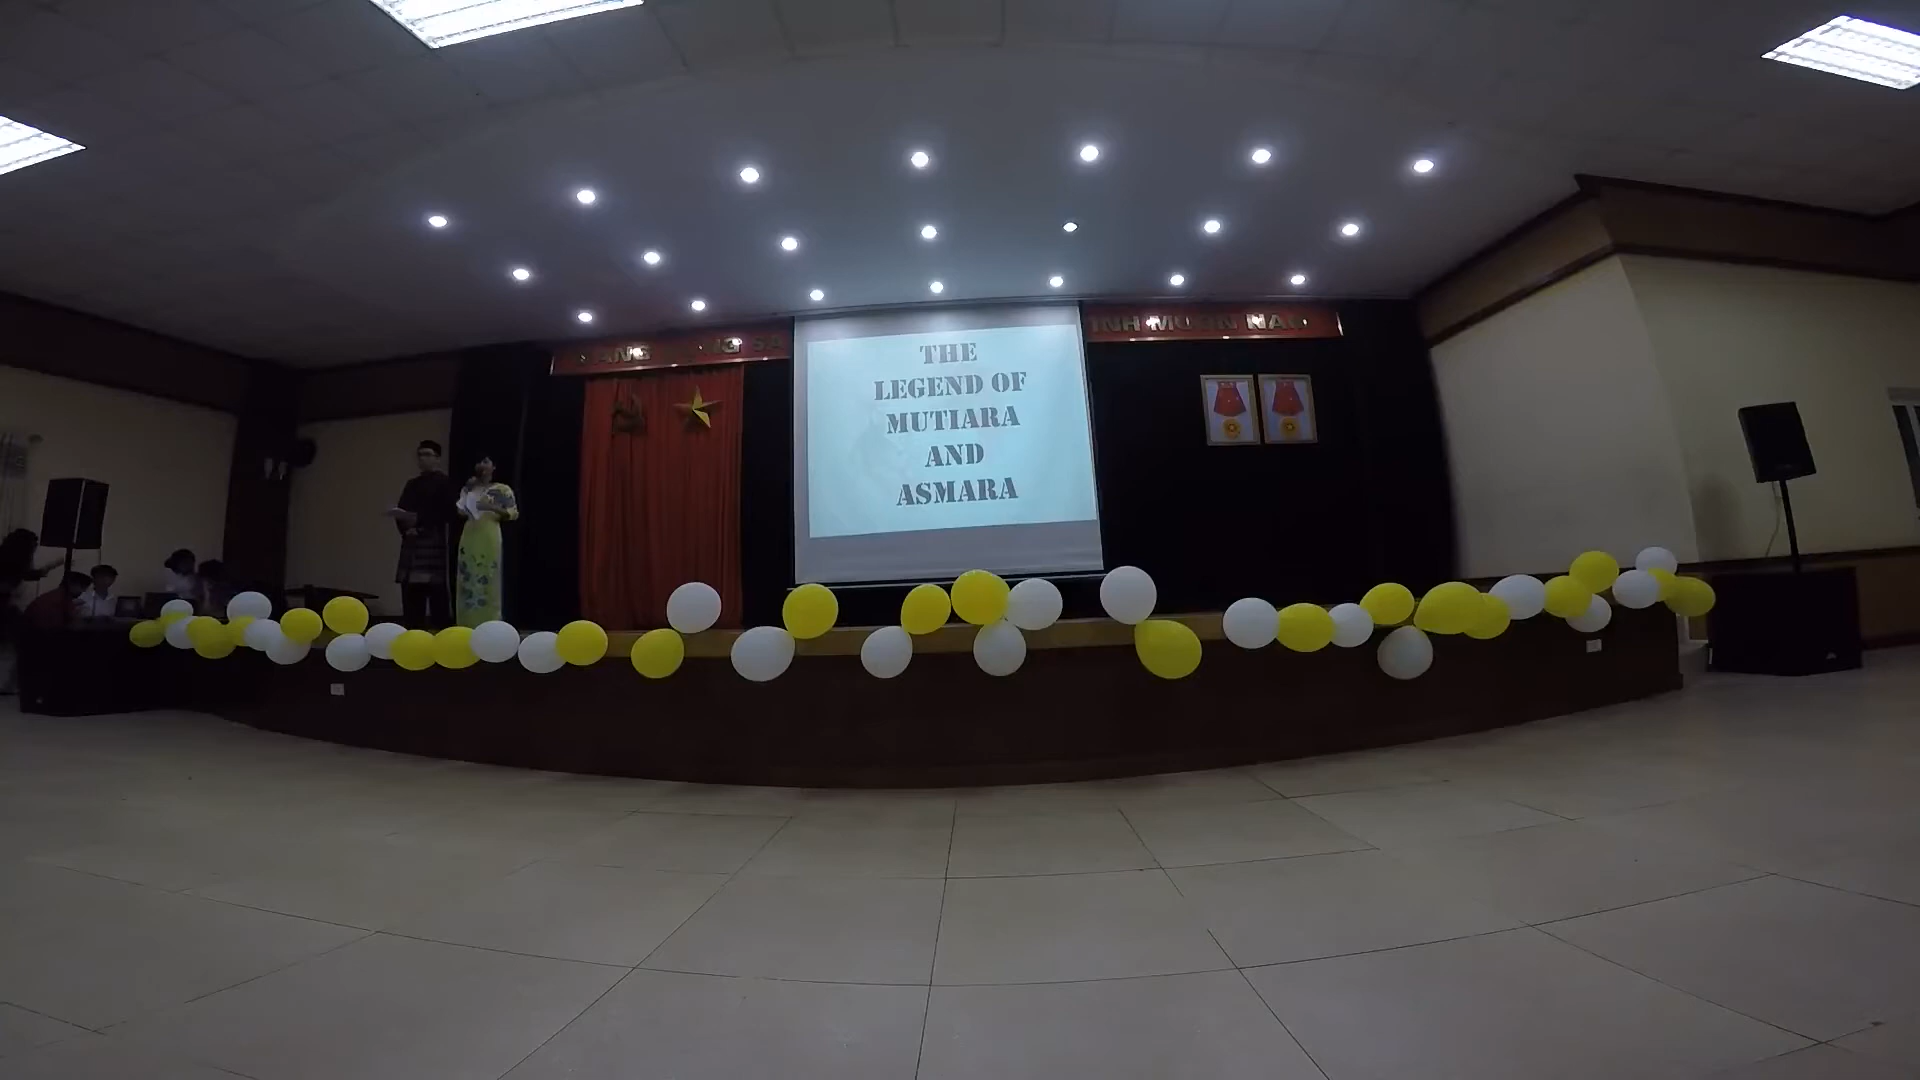 THE
LEGEND OF
MUTIARA
AND
ASMARA